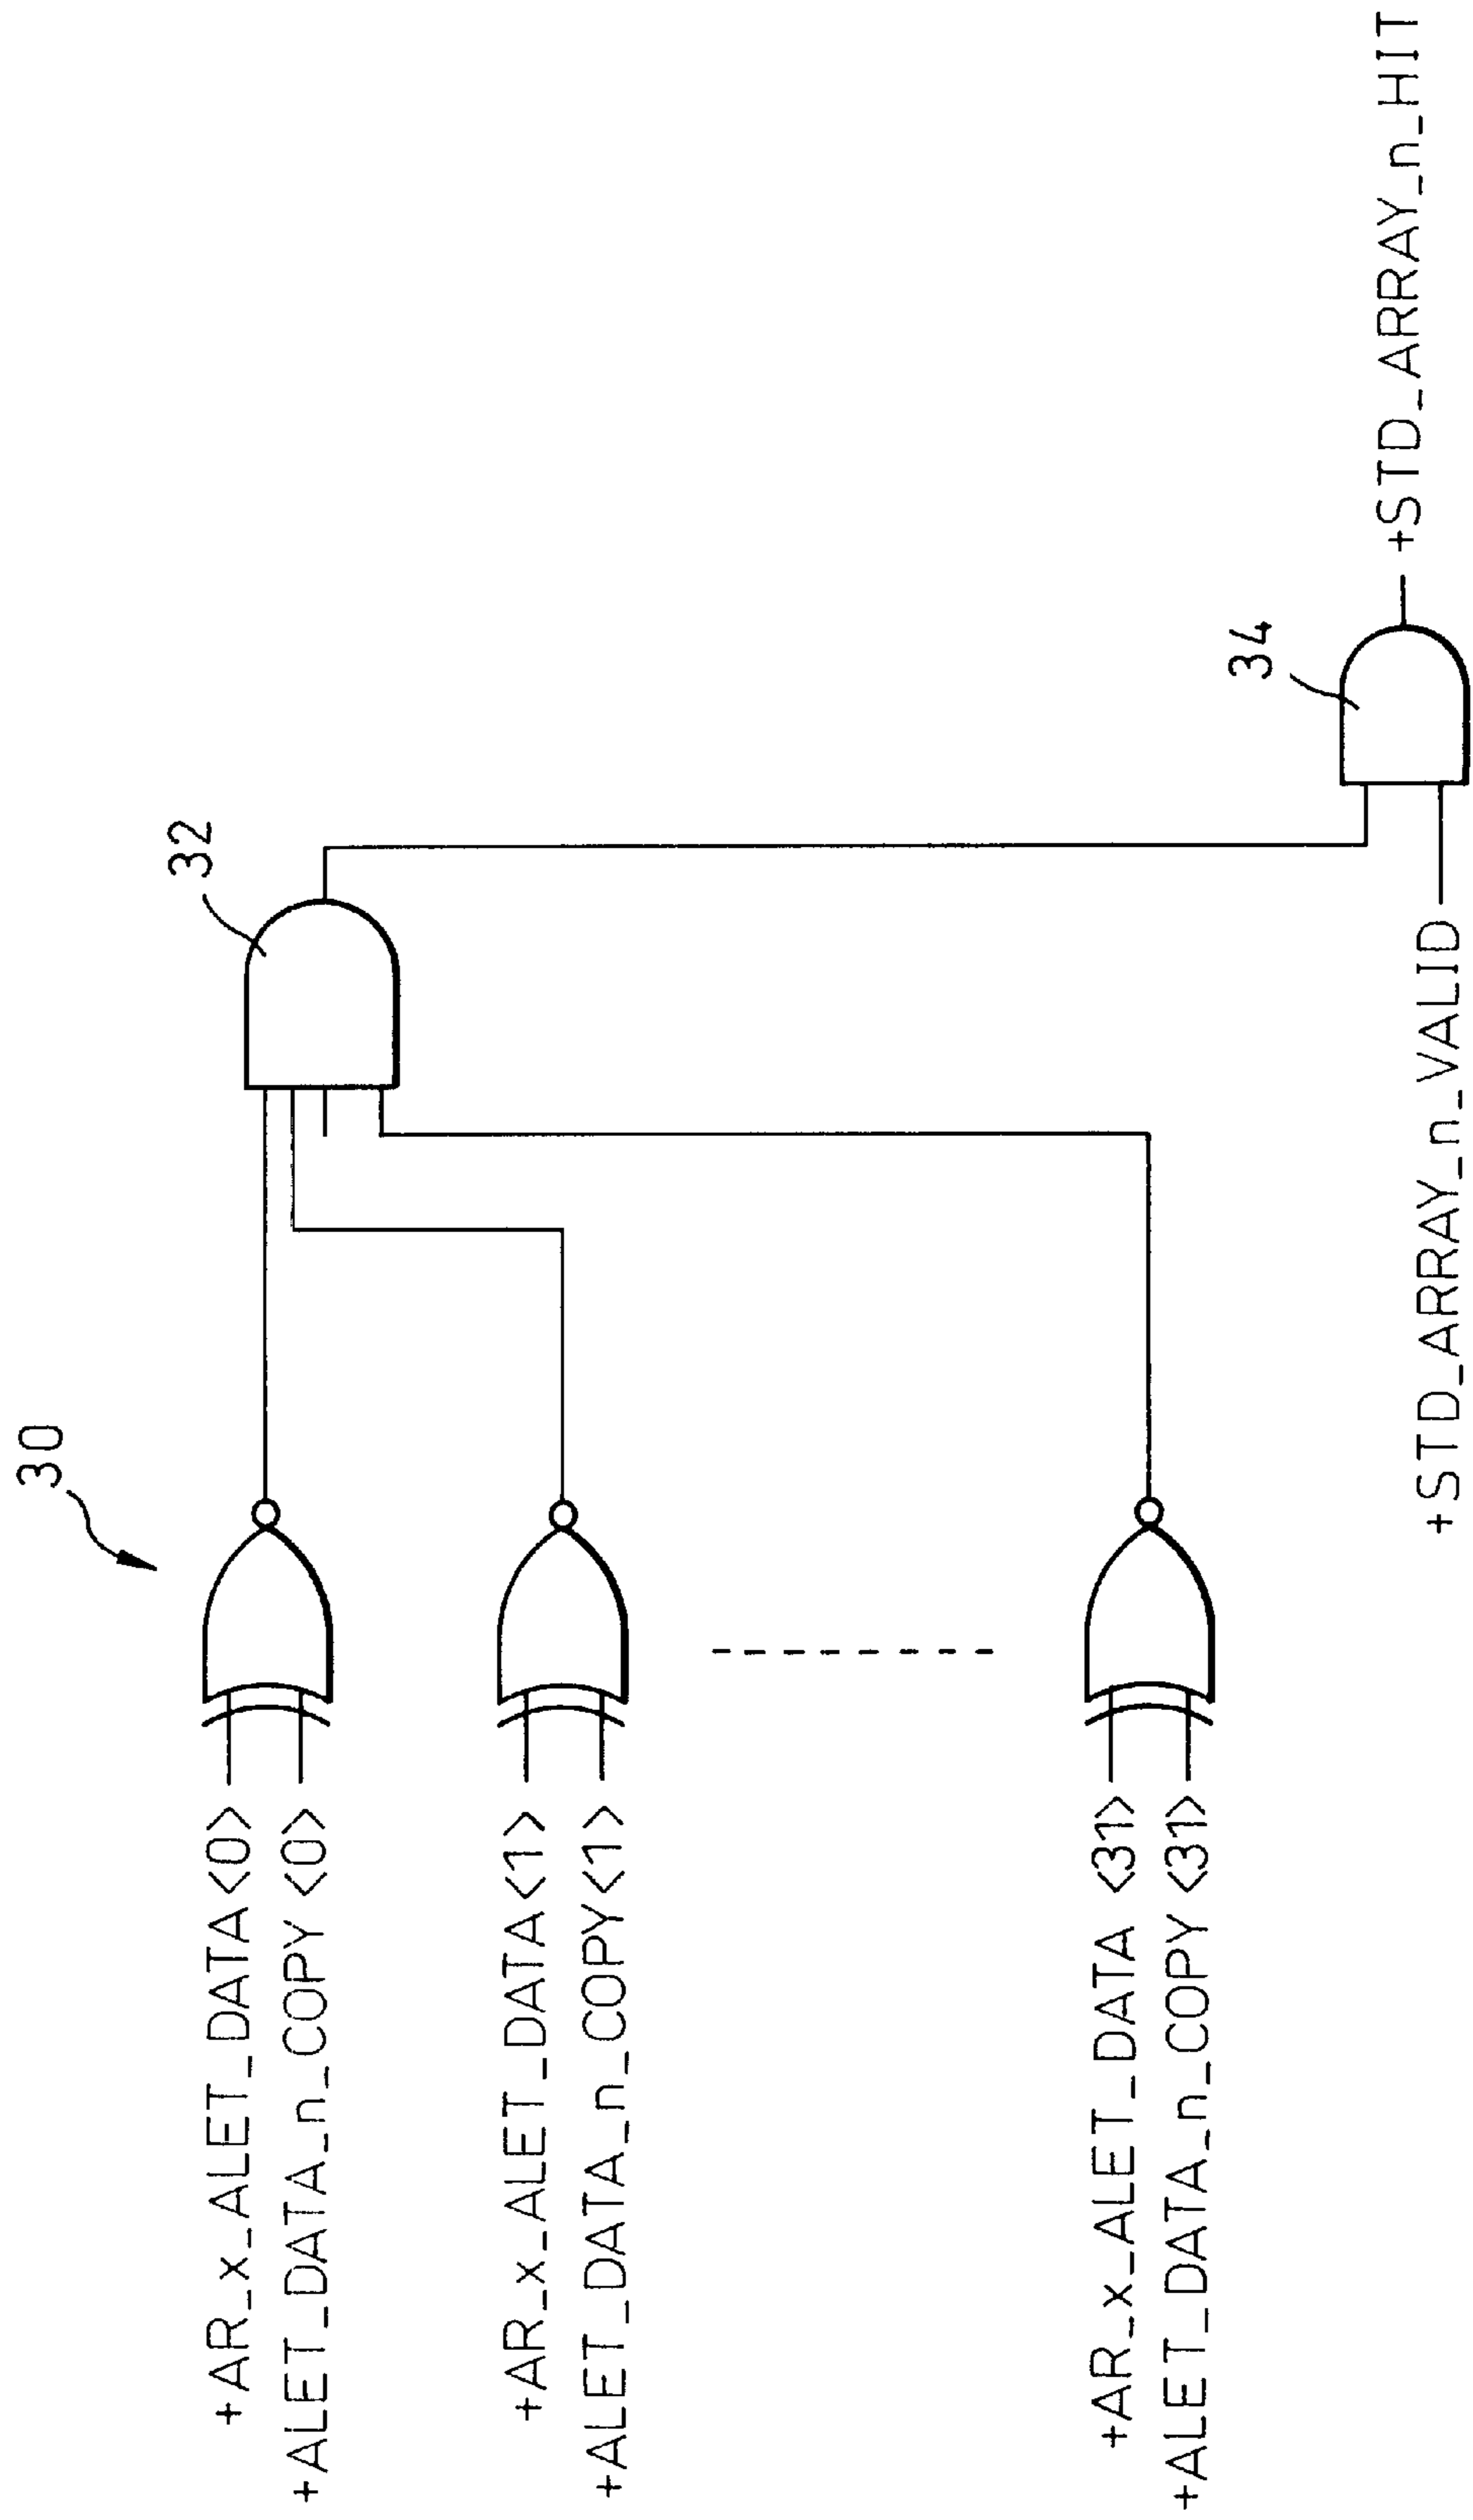 30
+AR_x_ALET_DATA<0>
+ALET_DATA_n_COPY<0>
32
+AR_x_ALET_DATA<1>
+ALET_DATA_n_COPY<1>
+AR_x_ALET_DATA <31>
+ALET_DATA_n_COPY<31>
34
+STD_ARRAY_n_HIT
+STD_ARRAY_n_VALID